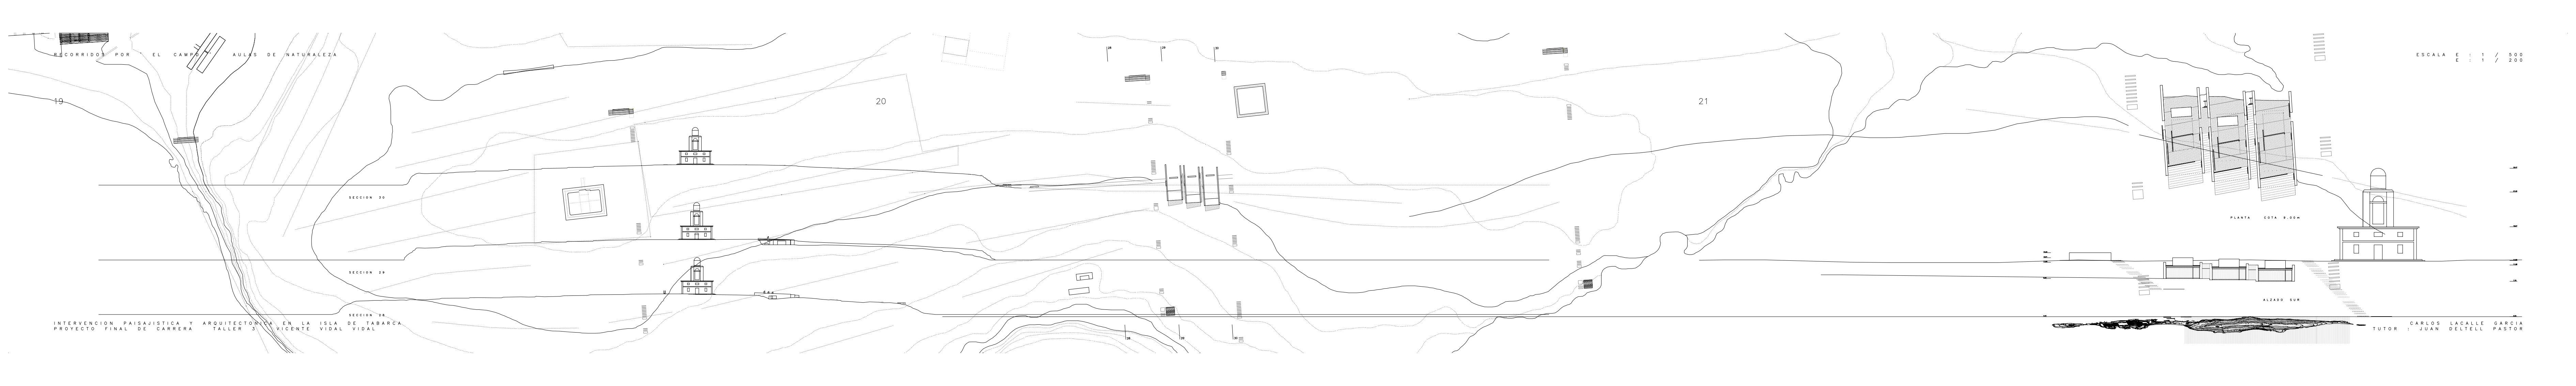 RECORRIDOS POR EL CAMPO AULAS DE NATURALEZA
ESCALA E : 1 / 500
E : 1 / 200
19
20
21
SECCION 30
PLANTA COTA 8,00m
SECCION 29
ALZADO SUR
SECCION 28
INTERVENCION PAISAJISTICA Y ARQUITECTONICA EN LA ISLA DE TABARCA
PROYECTO FINAL DE CARRERA TALLER 3 VICENTE VIDAL VIDAL
CARLOS LACALLE GARCIA
TUTOR : JUAN DELTELL PASTOR